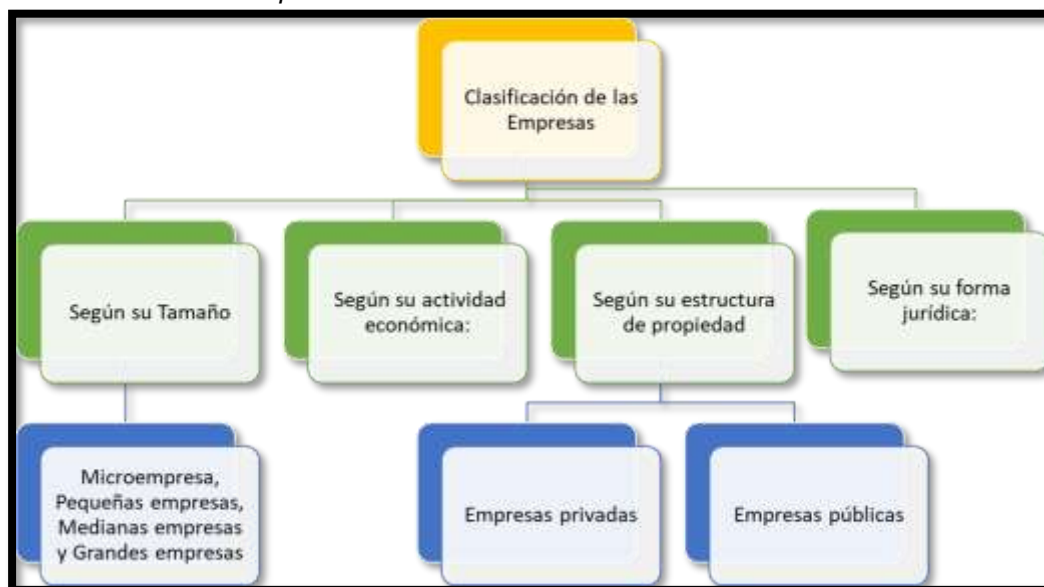 Clasificación de las
Empresas
Según su Tamaño
Según su actividad
económica:
Según su estructura
de propiedad
Según su forma
jurídica:
Microempresa,
Pequeñas empresas,
Medianas empresas
y Grandes empresas
Empresas privadas
Empresas públicas